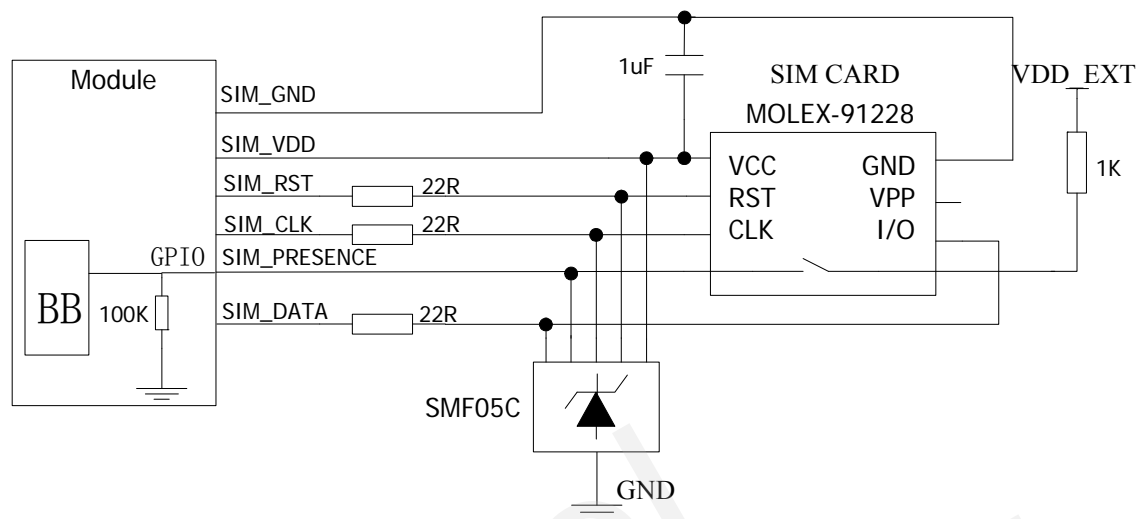 Module
SIM_GND
SIM_VDD
SIM_RST
22R
SIM_CLK
22R
GPIO
SIM_PRESENCE
BB
100K
SIM_DATA
22R
1uF
SIM CARD
MOLEX-91228
VCC
GND
RST
VPP
CLK
I/O
VDD_EXT
1K
SMF05C
GND